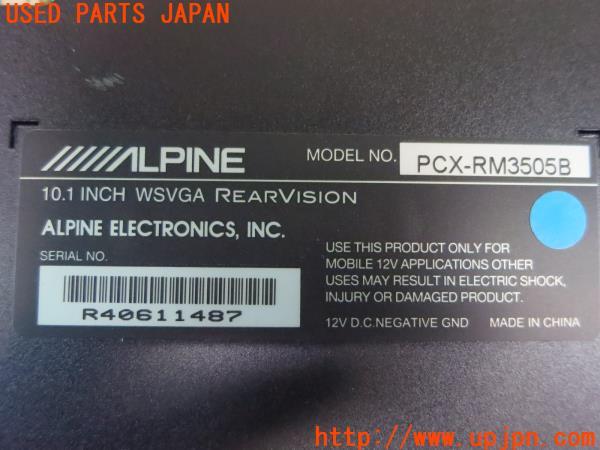 USED PARTS JAPAN
ALPINE
MODEL NO. PCX-RM3505B
10.1 INCH WSVGA REARVISION
ALPINE ELECTRONICS, INC.
SERIAL NO.
R40611487
USE THIS PRODUCT ONLY FOR
MOBILE 12V APPLICATIONS OTHER
USES MAY RESULT IN ELECTRIC SHOCK,
INJURY OR DAMAGED PRODUCT.
12V D.C.NEGATIVE GND MADE IN CHINA
http://www.upjpn.com/